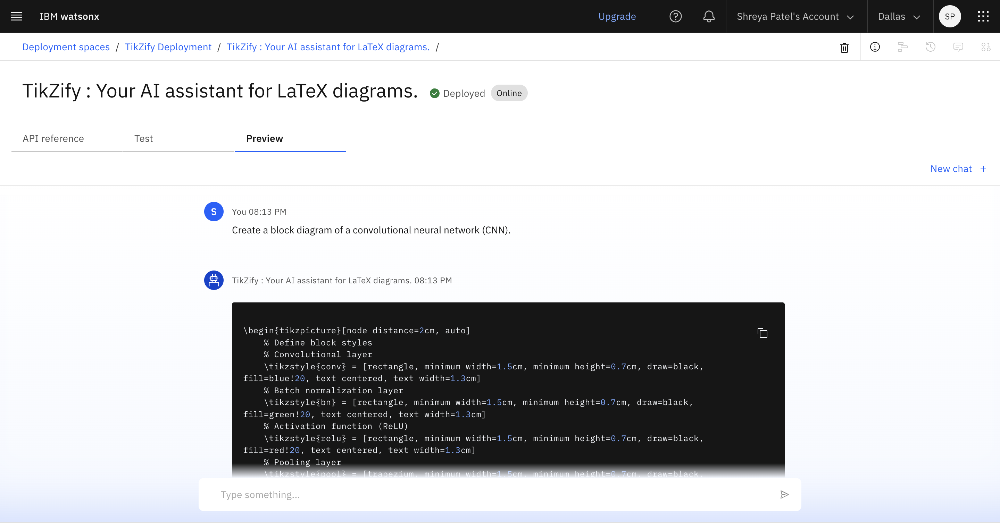 IBM watsonx
Upgrade
Shreya Patel's Account
Dallas
SP
Deployment spaces / TikZify Deployment / TikZify : Your AI assistant for LaTeX diagrams. /
TikZify : Your AI assistant for LaTeX diagrams.
Deployed
Online
API reference
Test
Preview
New chat +
S
You 08:13 PM
Create a block diagram of a convolutional neural network (CNN).
TikZify : Your AI assistant for LaTeX diagrams. 08:13 PM
\begin{tikzpicture}[node distance=2cm, auto]
% Define block styles
% Convolutional layer
\tikzstyle{conv} = [rectangle, minimum width=1.5cm, minimum height=0.7cm, draw=black,
fill=blue!20, text centered, text width=1.3cm]
% Batch normalization layer
\tikzstyle{bn} = [rectangle, minimum width=1.5cm, minimum height=0.7cm, draw=black,
fill=green!20, text centered, text width=1.3cm]
% Activation function (ReLU)
\tikzstyle{relu} = [rectangle, minimum width=1.5cm, minimum height=0.7cm, draw=black,
fill=red!20, text centered, text width=1.3cm]
% Pooling layer
\tikzstyle{pool} = [trapezium, minimum width=1.5cm, minimum height=0.7cm, draw=black,
Type something...